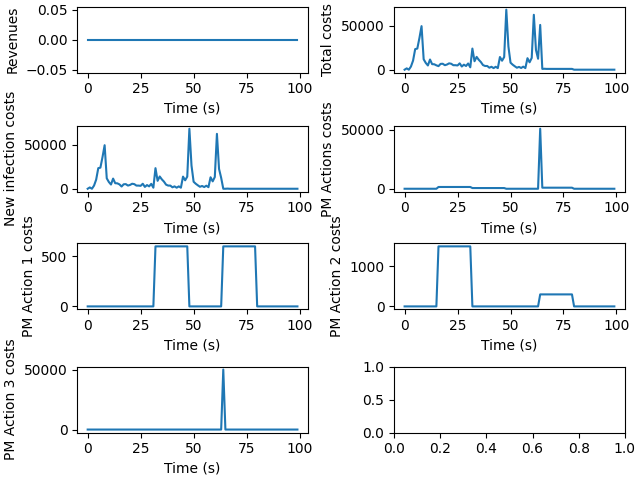 Revenues
0.05
0.00
−0.05
0 25 50 75 100
Time (s)
Total costs
50000
0
0 25 50 75 100
Time (s)
New infection costs
50000
0
0 25 50 75 100
Time (s)
PM Actions costs
50000
0
0 25 50 75 100
Time (s)
PM Action 1 costs
500
0
0 25 50 75 100
Time (s)
PM Action 2 costs
1000
0
0 25 50 75 100
Time (s)
PM Action 3 costs
50000
0
0 25 50 75 100
Time (s)
1.0
0.5
0.0
0.0 0.2 0.4 0.6 0.8 1.0